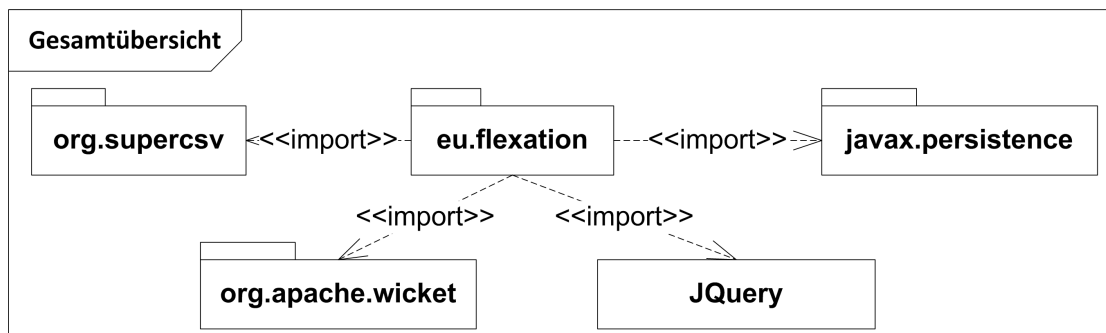 Gesamtübersicht
org.supercsv
<<import>>
eu.flexation
<<import>>
javax.persistence
<<import>>
<<import>>
org.apache.wicket
JQuery